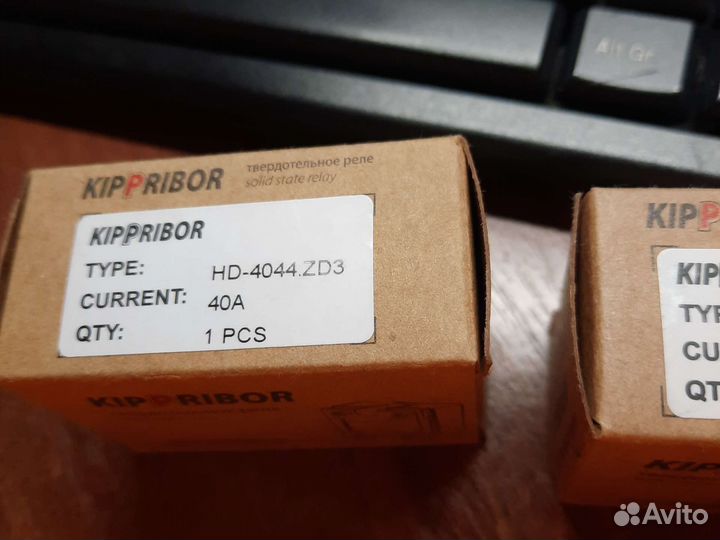 Alt Gr
KIPPRIBOR
твердотельное реле
solid state relay
KIPPRIBOR
TYPE: HD-4044.ZD3
CURRENT: 40A
QTY: 1 PCS
KIPPRIBOR
KIPP
KIP
TYP
CU
QT
KIP
Avito